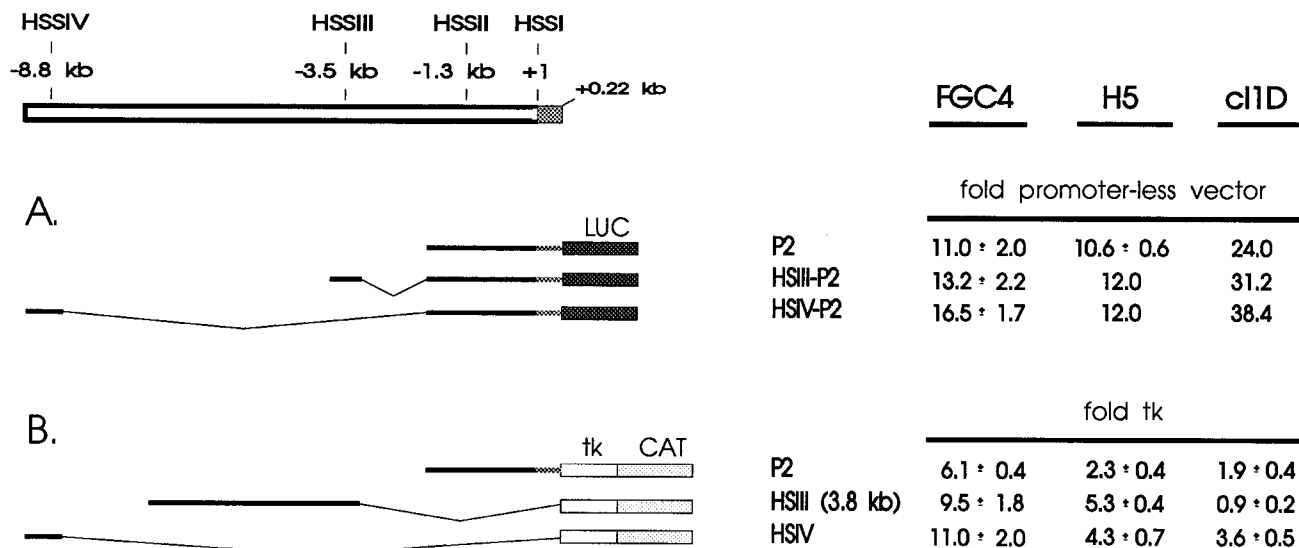 HSSIV HSSIII HSSII HSSI
-8.8 kb -3.5 kb -1.3 kb +1
+0.22 kb
FGC4 H5 cl1D
fold promoter-less vector
A.
LUC
P2 11.0 ± 2.0 10.6 ± 0.6 24.0
HSIII-P2 13.2 ± 2.2 12.0 31.2
HSIV-P2 16.5 ± 1.7 12.0 38.4
fold tk
B.
tk CAT
P2 6.1 ± 0.4 2.3 ± 0.4 1.9 ± 0.4
HSIII (3.8 kb) 9.5 ± 1.8 5.3 ± 0.4 0.9 ± 0.2
HSIV 11.0 ± 2.0 4.3 ± 0.7 3.6 ± 0.5